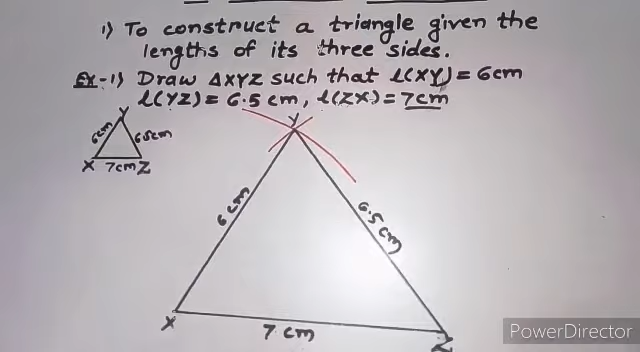 1) To construct a triangle given the
lengths of its three sides.
Ex-1) Draw ΔXYZ such that l(XY) = 6cm
l(YZ) = 6.5 cm, l(ZX) = 7cm
Y
6cm
6.5cm
X 7cm Z
Y
6 cm
6.5 cm
X
7 cm
Z
PowerDirector